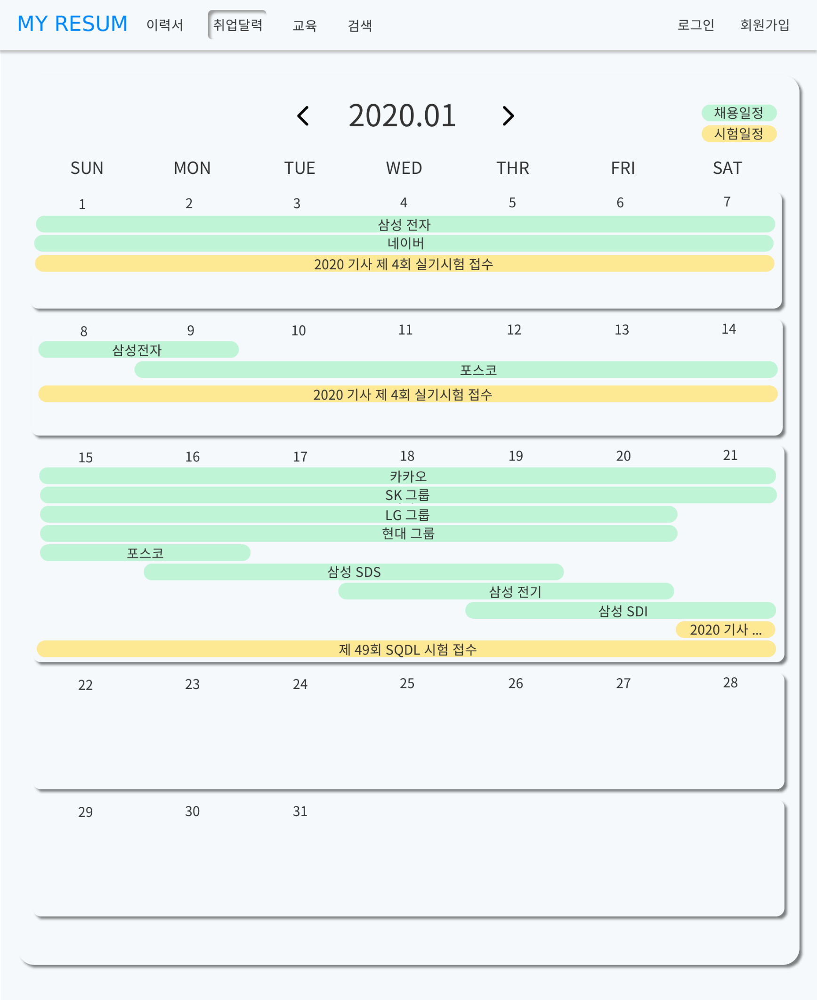 MY RESUM 이력서 취업달력 교육 검색 로그인 회원가입
2020.01
채용일정
시험일정
SUN MON TUE WED THR FRI SAT
1 2 3 4 5 6 7
삼성 전자
네이버
2020 기사 제 4회 실기시험 접수
8 9 10 11 12 13 14
삼성전자
포스코
2020 기사 제 4회 실기시험 접수
15 16 17 18 19 20 21
카카오
SK 그룹
LG 그룹
현대 그룹
포스코
삼성 SDS
삼성 전기
삼성 SDI
2020 기사 ...
제 49회 SQDL 시험 접수
22 23 24 25 26 27 28
29 30 31